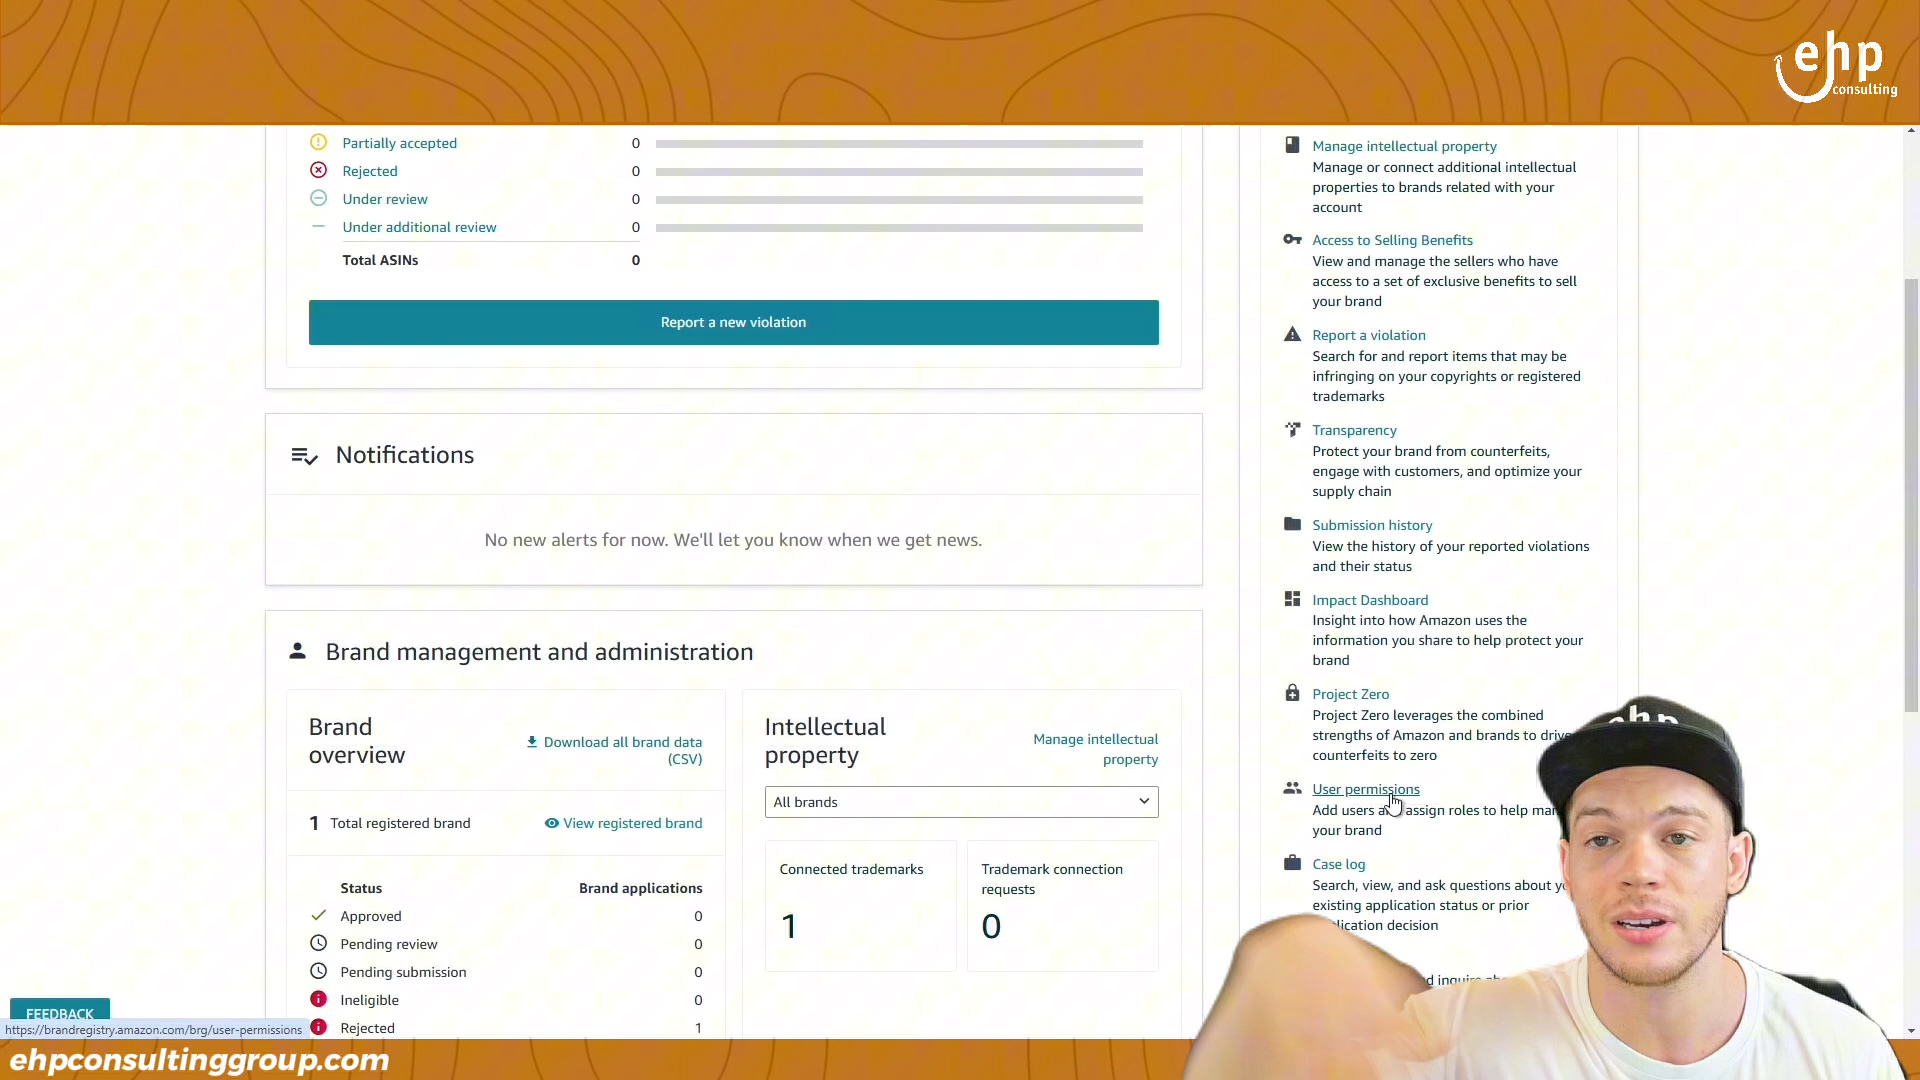 ehp
consulting
Partially accepted 0
Rejected 0
Under review 0
Under additional review 0
Total ASINs 0
Report a new violation
Notifications
No new alerts for now. We'll let you know when we get news.
Brand management and administration
Brand
overview
Download all brand data
(CSV)
1 Total registered brand
View registered brand
Status Brand applications
Approved 0
Pending review 0
Pending submission 0
Ineligible 0
Rejected 1
Intellectual
property
Manage intellectual
property
All brands
Connected trademarks
1
Trademark connection
requests
0
Manage intellectual property
Manage or connect additional intellectual
properties to brands related with your
account
Access to Selling Benefits
View and manage the sellers who have
access to a set of exclusive benefits to sell
your brand
Report a violation
Search for and report items that may be
infringing on your copyrights or registered
trademarks
Transparency
Protect your brand from counterfeits,
engage with customers, and optimize your
supply chain
Submission history
View the history of your reported violations
and their status
Impact Dashboard
Insight into how Amazon uses the
information you share to help protect your
brand
Project Zero
Project Zero leverages the combined
strengths of Amazon and brands to drive
counterfeits to zero
User permissions
Add users assign roles to help
your brand
Case log
Search, view, and ask questions about
existing application status or prior
decision
ehp
FEEDBACK
https://brandregistry.amazon.com/brg/user-permissions
ehpconsultinggroup.com